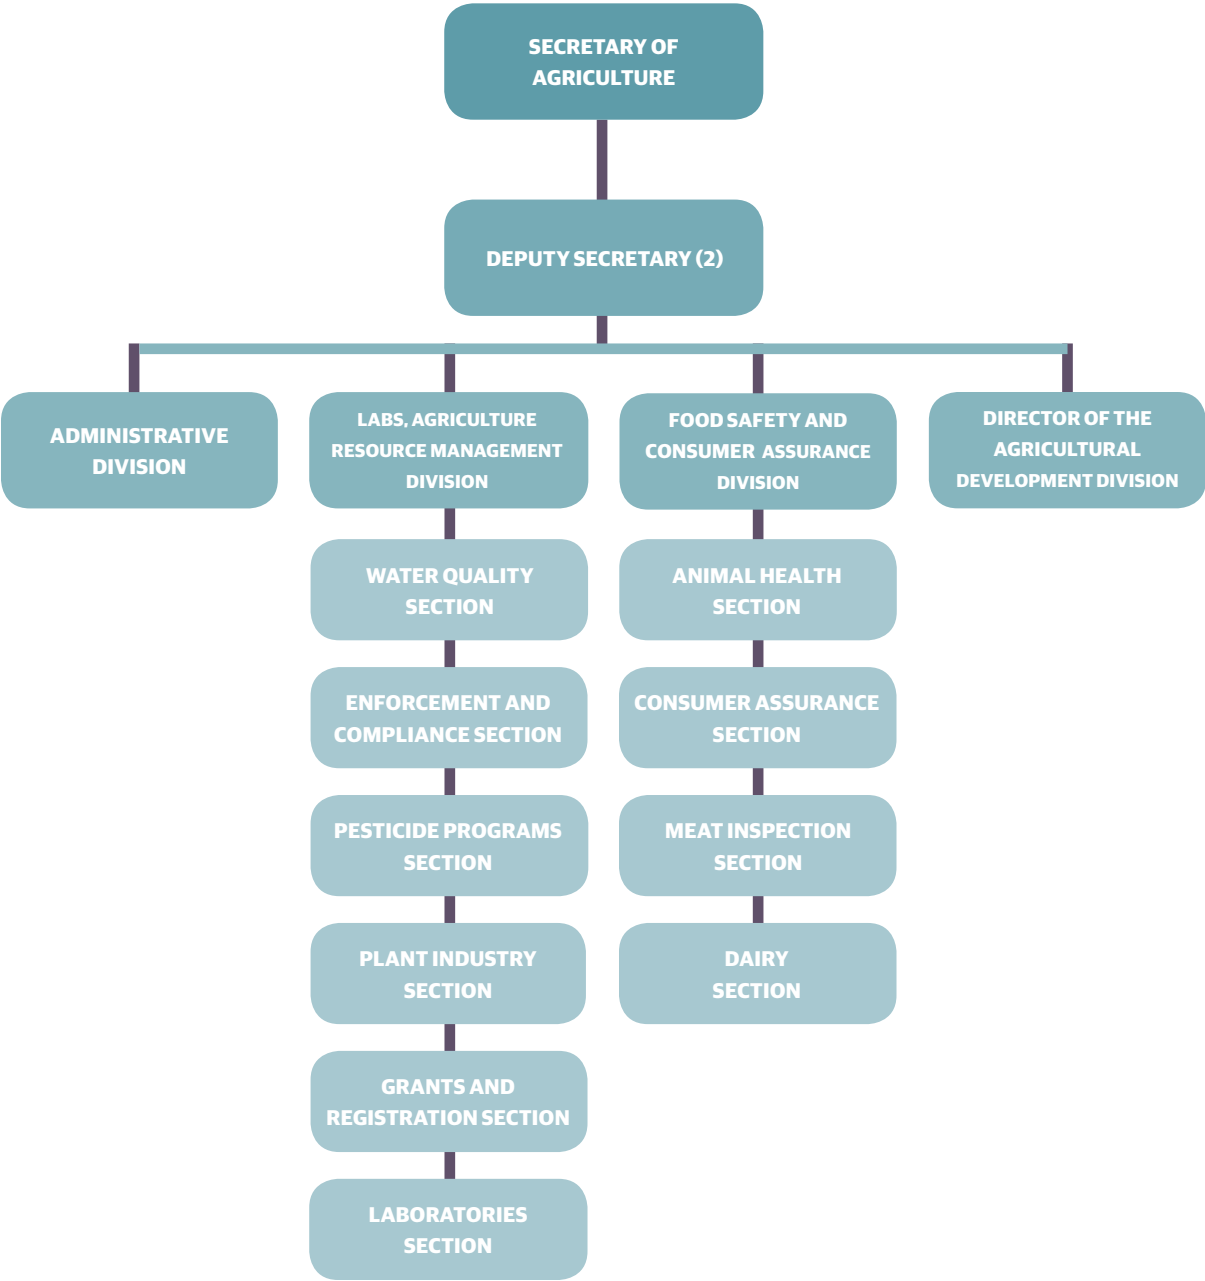 SECRETARY OF
AGRICULTURE
DEPUTY SECRETARY (2)
ADMINISTRATIVE
DIVISION
LABS, AGRICULTURE
RESOURCE MANAGEMENT
DIVISION
FOOD SAFETY AND
CONSUMER ASSURANCE
DIVISION
DIRECTOR OF THE
AGRICULTURAL
DEVELOPMENT DIVISION
WATER QUALITY
SECTION
ENFORCEMENT AND
COMPLIANCE SECTION
PESTICIDE PROGRAMS
SECTION
PLANT INDUSTRY
SECTION
GRANTS AND
REGISTRATION SECTION
LABORATORIES
SECTION
ANIMAL HEALTH
SECTION
CONSUMER ASSURANCE
SECTION
MEAT INSPECTION
SECTION
DAIRY
SECTION